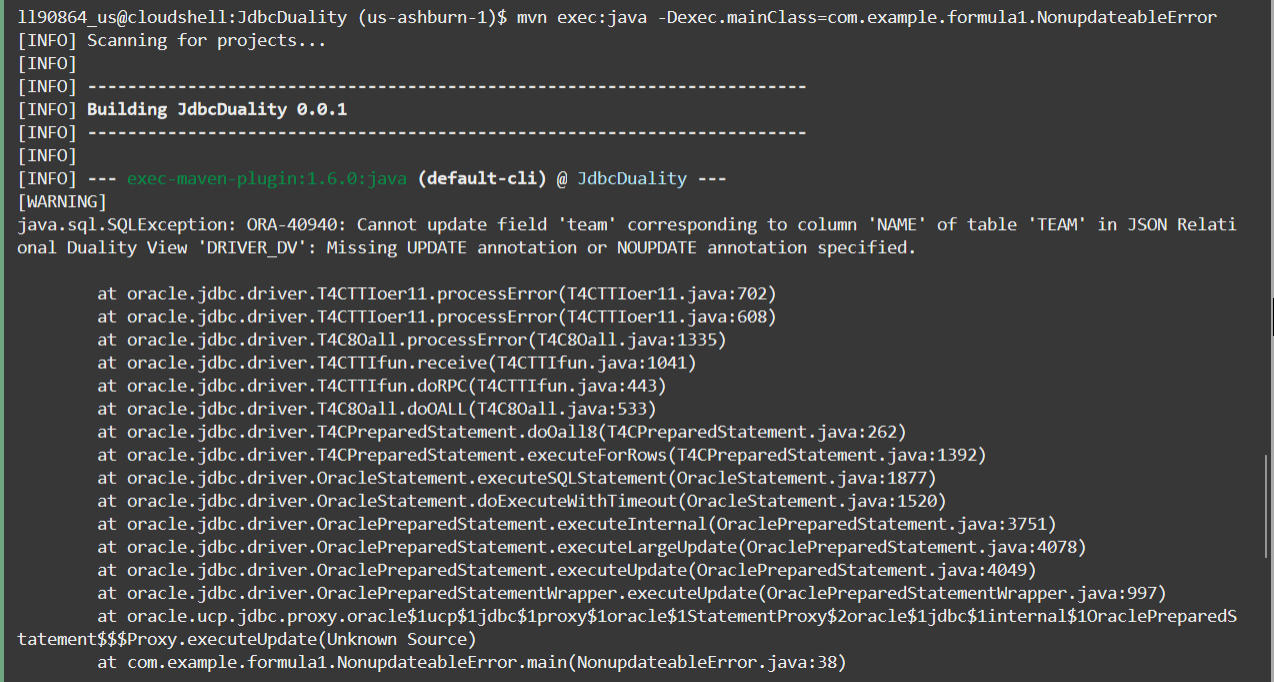 ll90864_us@cloudshell:JdbcDuality (us-ashburn-1)$ mvn exec:java -Dexec.mainClass=com.example.formula1.NonupdateableError
[INFO] Scanning for projects...
[INFO]
[INFO] ------------------------------------------------------------------------
[INFO] Building JdbcDuality 0.0.1
[INFO] ------------------------------------------------------------------------
[INFO]
[INFO] --- exec-maven-plugin:1.6.0:java (default-cli) @ JdbcDuality ---
[WARNING]
java.sql.SQLException: ORA-40940: Cannot update field 'team' corresponding to column 'NAME' of table 'TEAM' in JSON Relati
onal Duality View 'DRIVER_DV': Missing UPDATE annotation or NOUPDATE annotation specified.
at oracle.jdbc.driver.T4CTTIoer11.processError(T4CTTIoer11.java:702)
at oracle.jdbc.driver.T4CTTIoer11.processError(T4CTTIoer11.java:608)
at oracle.jdbc.driver.T4C8Oall.processError(T4C8Oall.java:1335)
at oracle.jdbc.driver.T4CTTIfun.receive(T4CTTIfun.java:1041)
at oracle.jdbc.driver.T4CTTIfun.doRPC(T4CTTIfun.java:443)
at oracle.jdbc.driver.T4C8Oall.doOALL(T4C8Oall.java:533)
at oracle.jdbc.driver.T4CPreparedStatement.doOall8(T4CPreparedStatement.java:262)
at oracle.jdbc.driver.T4CPreparedStatement.executeForRows(T4CPreparedStatement.java:1392)
at oracle.jdbc.driver.OracleStatement.executeSQLStatement(OracleStatement.java:1877)
at oracle.jdbc.driver.OracleStatement.doExecuteWithTimeout(OracleStatement.java:1520)
at oracle.jdbc.driver.OraclePreparedStatement.executeInternal(OraclePreparedStatement.java:3751)
at oracle.jdbc.driver.OraclePreparedStatement.executeLargeUpdate(OraclePreparedStatement.java:4078)
at oracle.jdbc.driver.OraclePreparedStatement.executeUpdate(OraclePreparedStatement.java:4049)
at oracle.jdbc.driver.OraclePreparedStatementWrapper.executeUpdate(OraclePreparedStatementWrapper.java:997)
at oracle.ucp.jdbc.proxy.oracle$1ucp$1jdbc$1proxy$1oracle$1StatementProxy$2oracle$1jdbc$1internal$1OraclePreparedS
tatement$$$Proxy.executeUpdate(Unknown Source)
at com.example.formula1.NonupdateableError.main(NonupdateableError.java:38)